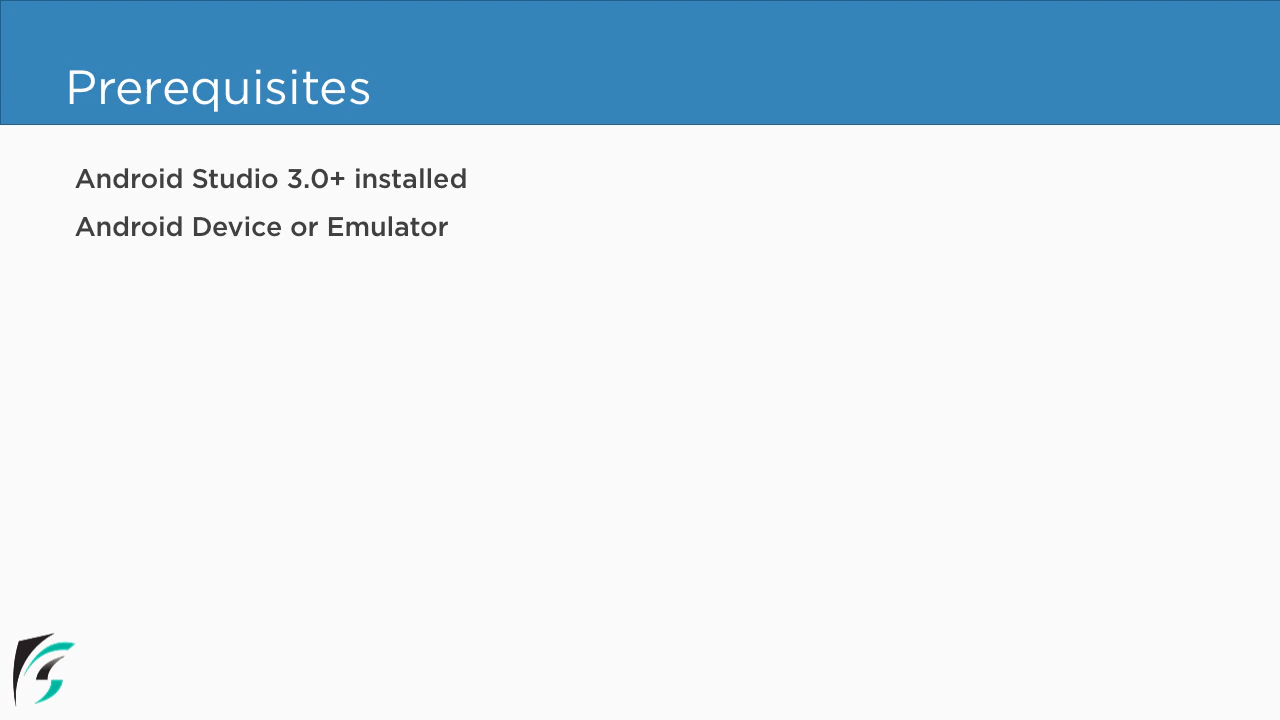 Prerequisites
Android Studio 3.0+ installed
Android Device or Emulator